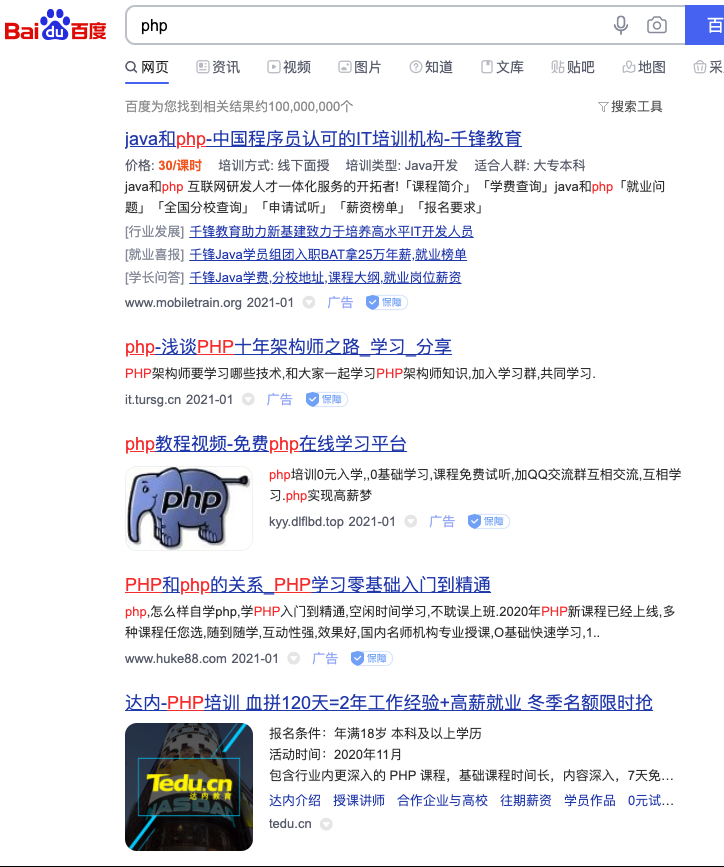 Bai du 百度
php
百
网页 资讯 视频 图片 知道 文库 贴吧 地图 采
百度为您找到相关结果约100,000,000个 搜索工具
java和php-中国程序员认可的IT培训机构-千锋教育
价格: 30/课时 培训方式: 线下面授 培训类型: Java开发 适合人群: 大专本科
java和php 互联网研发人才一体化服务的开拓者!「课程简介」「学费查询」java和php「就业问
题」「全国分校查询」「申请试听」「薪资榜单」「报名要求」
[行业发展] 千锋教育助力新基建致力于培养高水平IT开发人员
[就业喜报] 千锋Java学员组团入职BAT拿25万年薪,就业榜单
[学长问答] 千锋Java学费,分校地址,课程大纲,就业岗位薪资
www.mobiletrain.org 2021-01 广告 保障
php-浅谈PHP十年架构师之路_学习_分享
PHP架构师要学习哪些技术,和大家一起学习PHP架构师知识,加入学习群,共同学习.
it.tursg.cn 2021-01 广告 保障
php教程视频-免费php在线学习平台
php
php培训0元入学,,0基础学习,课程免费试听,加QQ交流群互相交流,互相学
习.php实现高薪梦
kyy.dlflbd.top 2021-01 广告 保障
PHP和php的关系_PHP学习零基础入门到精通
php,怎么样自学php,学PHP入门到精通,空闲时间学习,不耽误上班.2020年PHP新课程已经上线,多
种课程任您选,随到随学,互动性强,效果好,国内名师机构专业授课,O基础快速学习,1..
www.huke88.com 2021-01 广告 保障
达内-PHP培训 血拼120天=2年工作经验+高薪就业 冬季名额限时抢
Tedu.cn
达内教育
报名条件：年满18岁 本科及以上学历
活动时间：2020年11月
包含行业内更深入的 PHP 课程，基础课程时间长，内容深入，7天免...
达内介绍 授课讲师 合作企业与高校 往期薪资 学员作品 0元试...
tedu.cn